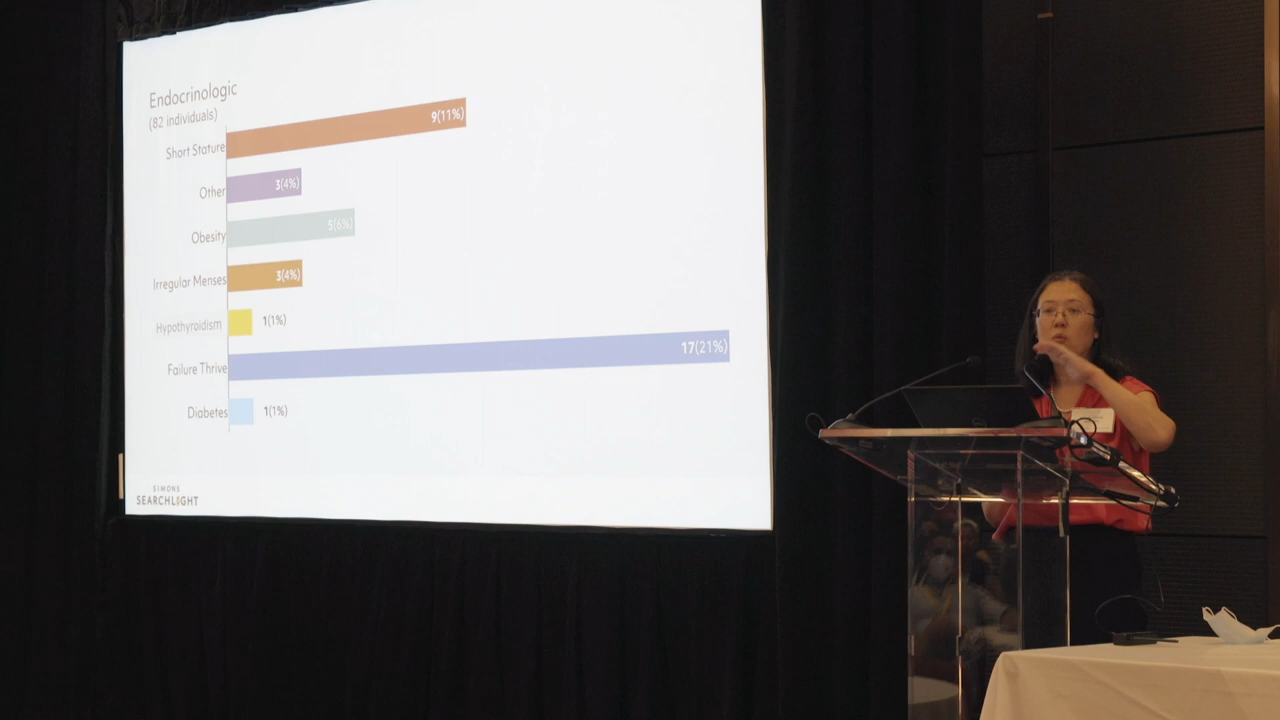 Endocrinologic
(82 individuals)
Short Stature 9(11%)
Other 3(4%)
Obesity 5(6%)
Irregular Menses 3(4%)
Hypothyroidism 1(1%)
Failure Thrive 17(21%)
Diabetes 1(1%)
SIMONS
SEARCHLIGHT